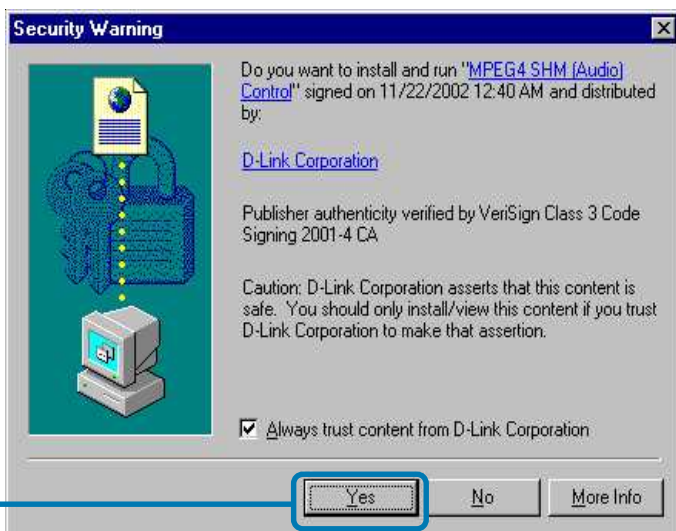 Security Warning
Do you want to install and run "MPEG4 SHM (Audio)
Control" signed on 11/22/2002 12:40 AM and distributed
by:
D-Link Corporation
Publisher authenticity verified by VeriSign Class 3 Code
Signing 2001-4 CA
Caution: D-Link Corporation asserts that this content is
safe. You should only install/view this content if you trust
D-Link Corporation to make that assertion.
Always trust content from D-Link Corporation
Yes No More Info